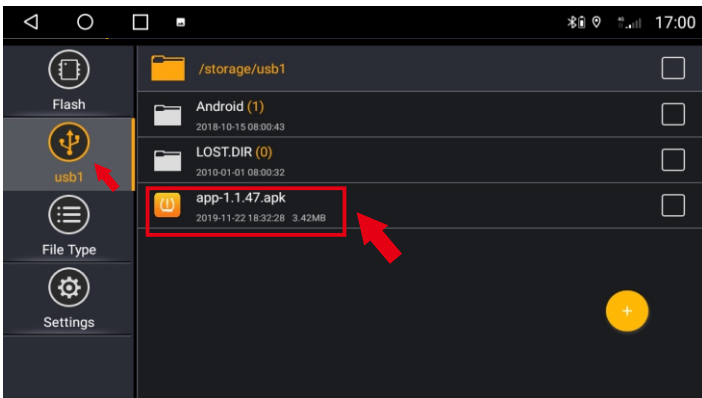 17:00
Flash
usb1
File Type
Settings
/storage/usb1
Android (1)
2018-10-15 08:00:43
LOST.DIR (0)
2010-01-01 08:00:32
app-1.1.47.apk
2019-11-22 18:32:28 3.42MB
+